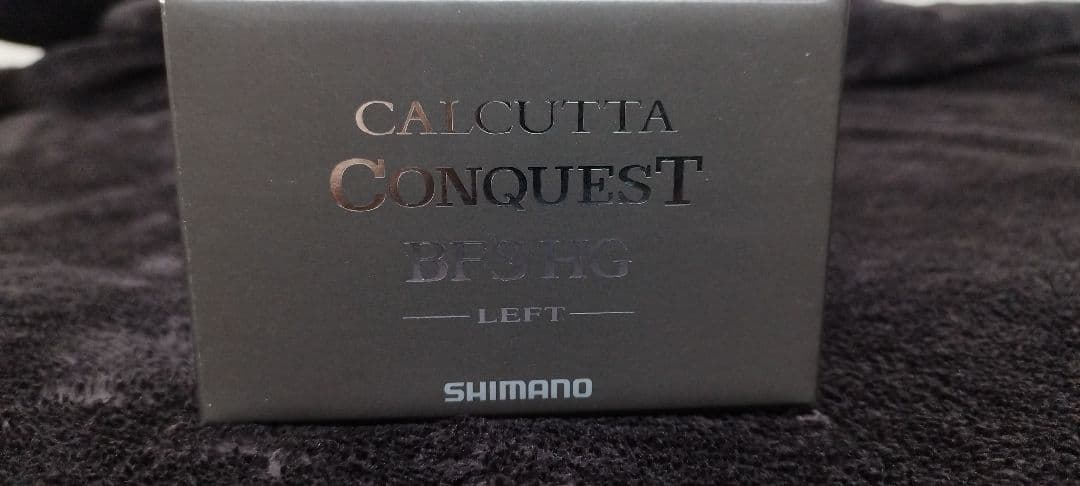 CALCUTTA
CONQUEST
BFS HG
LEFT
SHIMANO